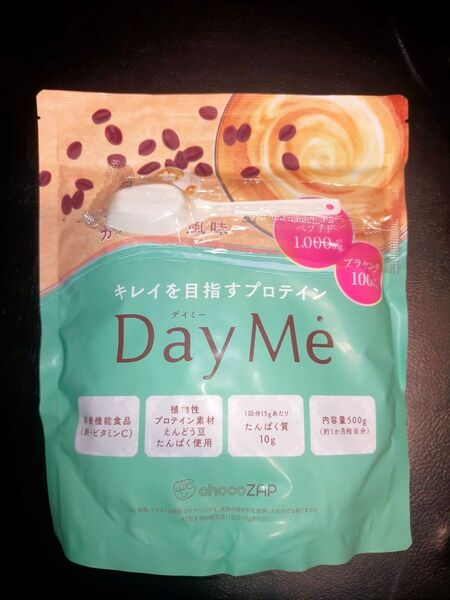 風味
ペプチド
1,000mg
プラセンタ
100mg
キレイを目指すプロテイン
デイミー
DayMe
栄養機能食品
(鉄・ビタミンC)
植物性
プロテイン素材
えんどう豆
たんぱく使用
1回分15gあたり
たんぱく質
10g
内容量500g
(約1か月相当分)
chocoZAP